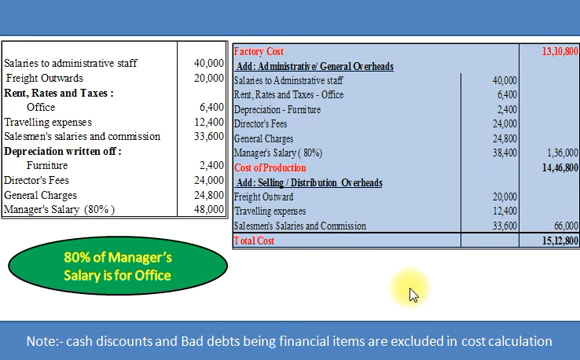 Salaries to administrative staff 40,000
Freight Outwards 20,000
Rent, Rates and Taxes :
Office 6,400
Travelling expenses 12,400
Salesmen's salaries and commission 33,600
Depreciation written off :
Furniture 2,400
Director's Fees 24,000
General Charges 24,800
Manager's Salary (80% ) 48,000
80% of Manager's
Salary is for Office
Factory Cost 13,10,800
Add: Administrative/ General Overheads
Salaries to Adminstrative staff 40,000
Rent, Rates and Taxes - Office 6,400
Depreciation - Furniture 2,400
Director's Fees 24,000
General Charges 24,800
Manager's Salary ( 80%) 38,400 1,36,000
Cost of Production 14,46,800
Add: Selling / Distribution Overheads
Freight Outward 20,000
Travelling expenses 12,400
Salesmen's Salaries and Commission 33,600 66,000
Total Cost 15,12,800
Note:- cash discounts and Bad debts being financial items are excluded in cost calculation